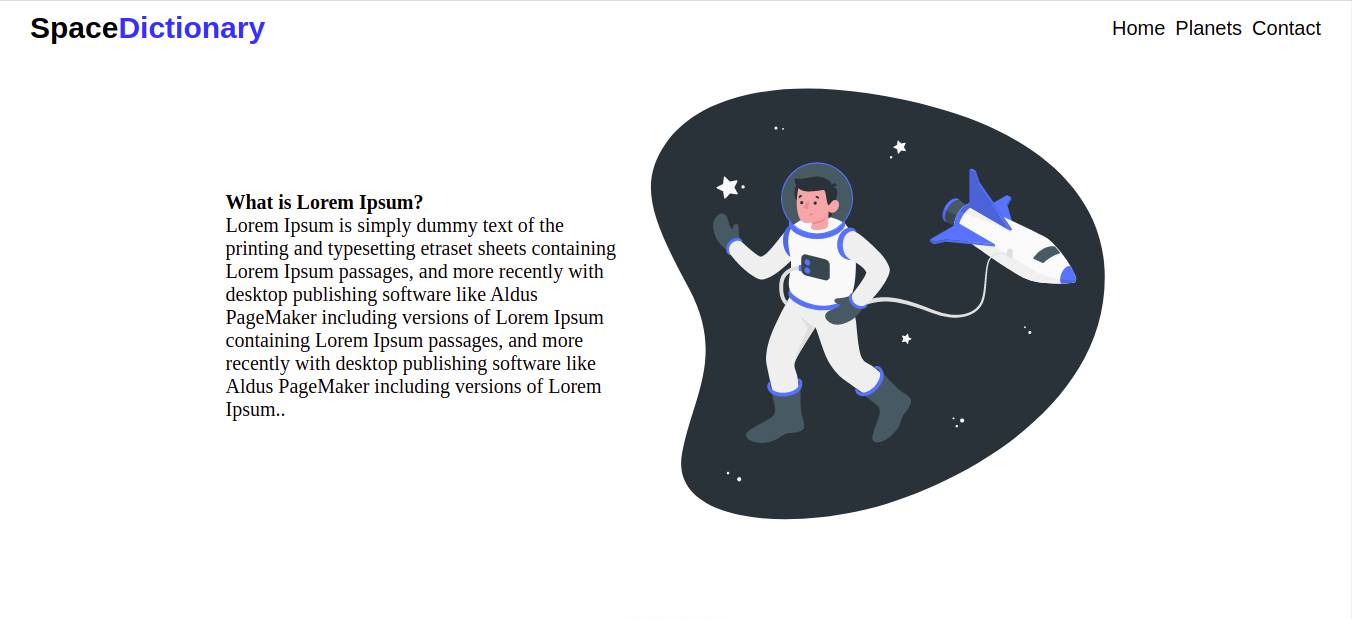 SpaceDictionary
Home Planets Contact
What is Lorem Ipsum?
Lorem Ipsum is simply dummy text of the
printing and typesetting etraset sheets containing
Lorem Ipsum passages, and more recently with
desktop publishing software like Aldus
PageMaker including versions of Lorem Ipsum
containing Lorem Ipsum passages, and more
recently with desktop publishing software like
Aldus PageMaker including versions of Lorem
Ipsum..